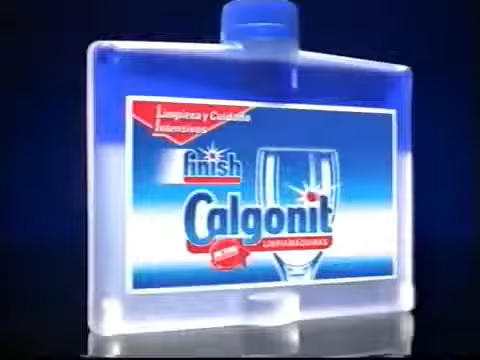 Limpieza y Cuidado
Intensivos
finish
Calgonit
LIMPIAMÁQUINAS